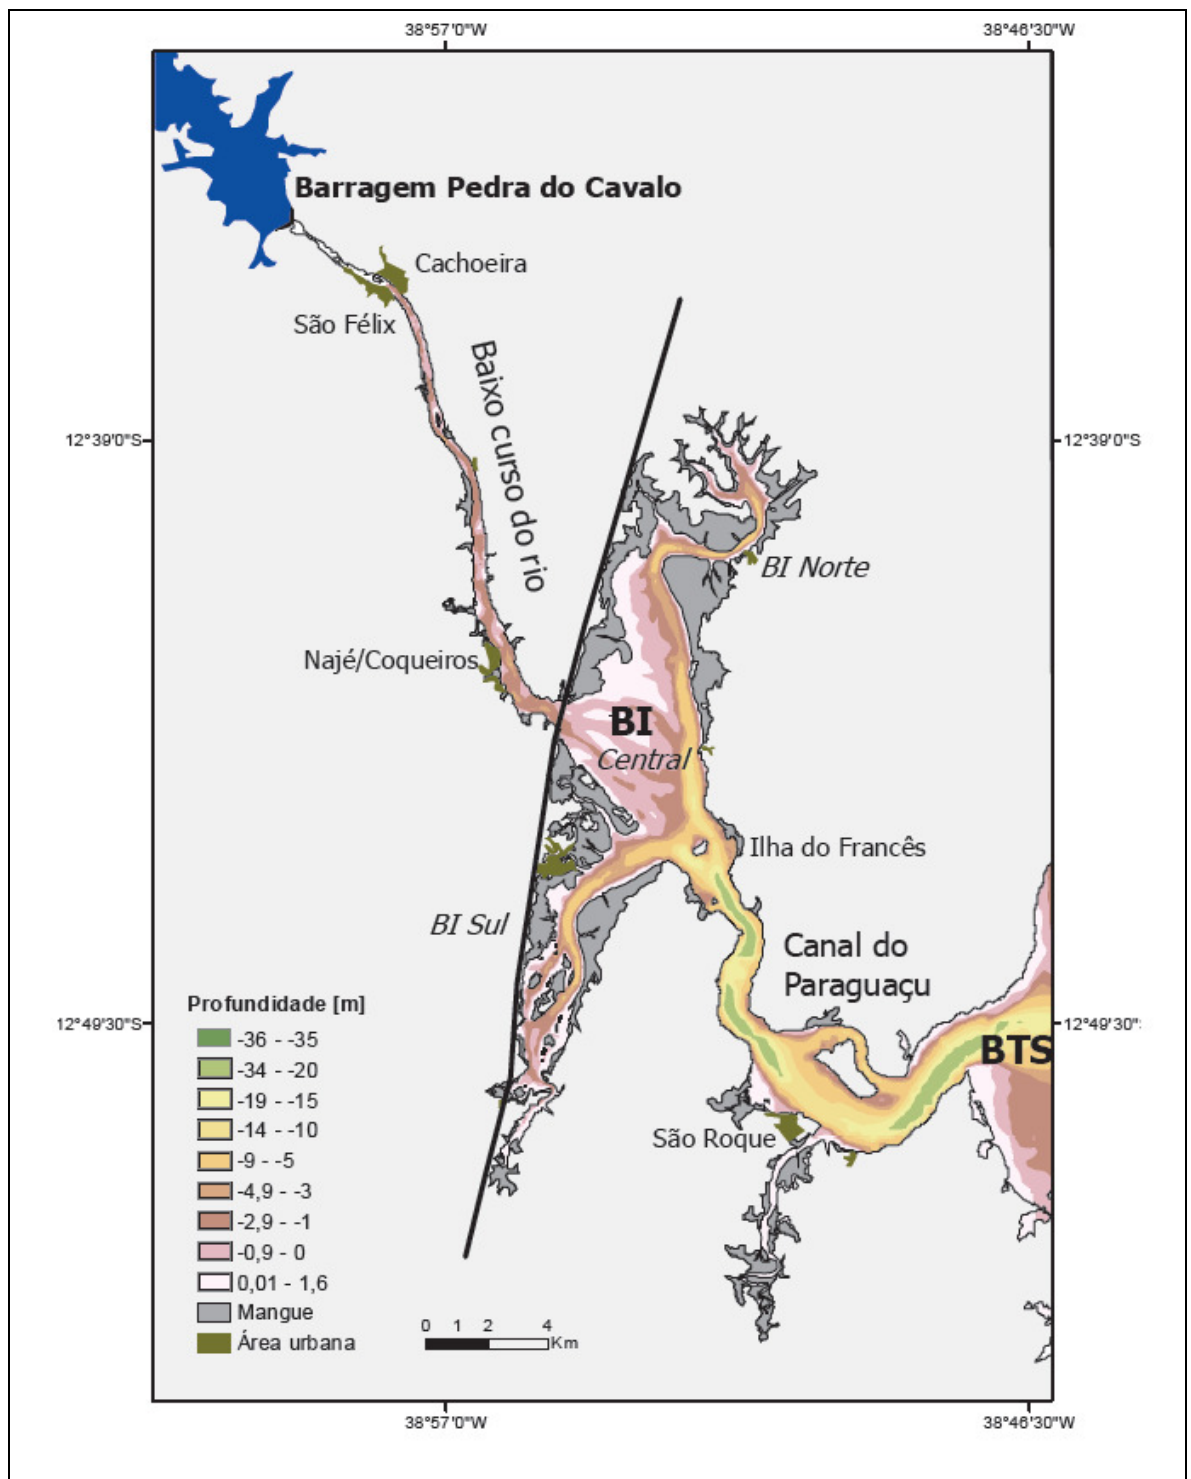 38°57'0"W
38°46'30"W
Barragem Pedra do Cavalo
Cachoeira
São Félix
Baixo curso do rio
12°39'0"S
12°39'0"S
BI Norte
Najé/Coqueiros
BI
Central
Ilha do Francês
BI Sul
Canal do
Paraguaçu
Profundidade [m]
12°49'30"S
12°49'30"
BTS
-36 - -35
-34 - -20
-19 - -15
-14 - -10
-9 - -5
-4,9 - -3
-2,9 - -1
-0,9 - 0
0,01 - 1,6
Mangue
Área urbana
São Roque
0 1 2 4
Km
38°57'0"W
38°46'30"W